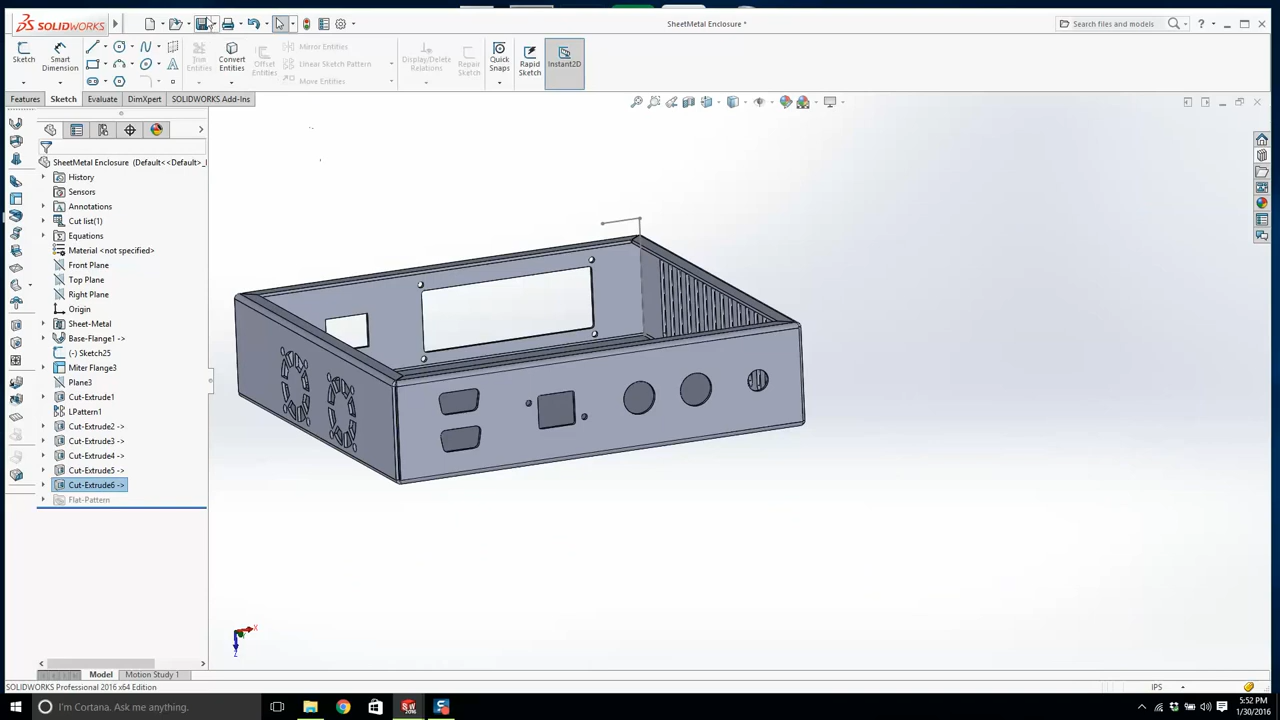 SOLIDWORKS
SheetMetal Enclosure *
Search files and models
Sketch
Smart Dimension
Trim Entities
Convert Entities
Offset Entities
Mirror Entities
Linear Sketch Pattern
Move Entities
Display/Delete Relations
Repair Sketch
Quick Snaps
Rapid Sketch
Instant2D
Features
Sketch
Evaluate
DimXpert
SOLIDWORKS Add-Ins
SheetMetal Enclosure (Default<<Default>_
History
Sensors
Annotations
Cut list(1)
Equations
Material <not specified>
Front Plane
Top Plane
Right Plane
Origin
Sheet-Metal
Base-Flange1 ->
(-) Sketch25
Miter Flange3
Plane3
Cut-Extrude1
LPattern1
Cut-Extrude2 ->
Cut-Extrude3 ->
Cut-Extrude4 ->
Cut-Extrude5 ->
Cut-Extrude6 ->
Flat-Pattern
X
Z
Model
Motion Study 1
SOLIDWORKS Professional 2016 x64 Edition
IPS
I'm Cortana. Ask me anything.
5:52 PM
1/30/2016